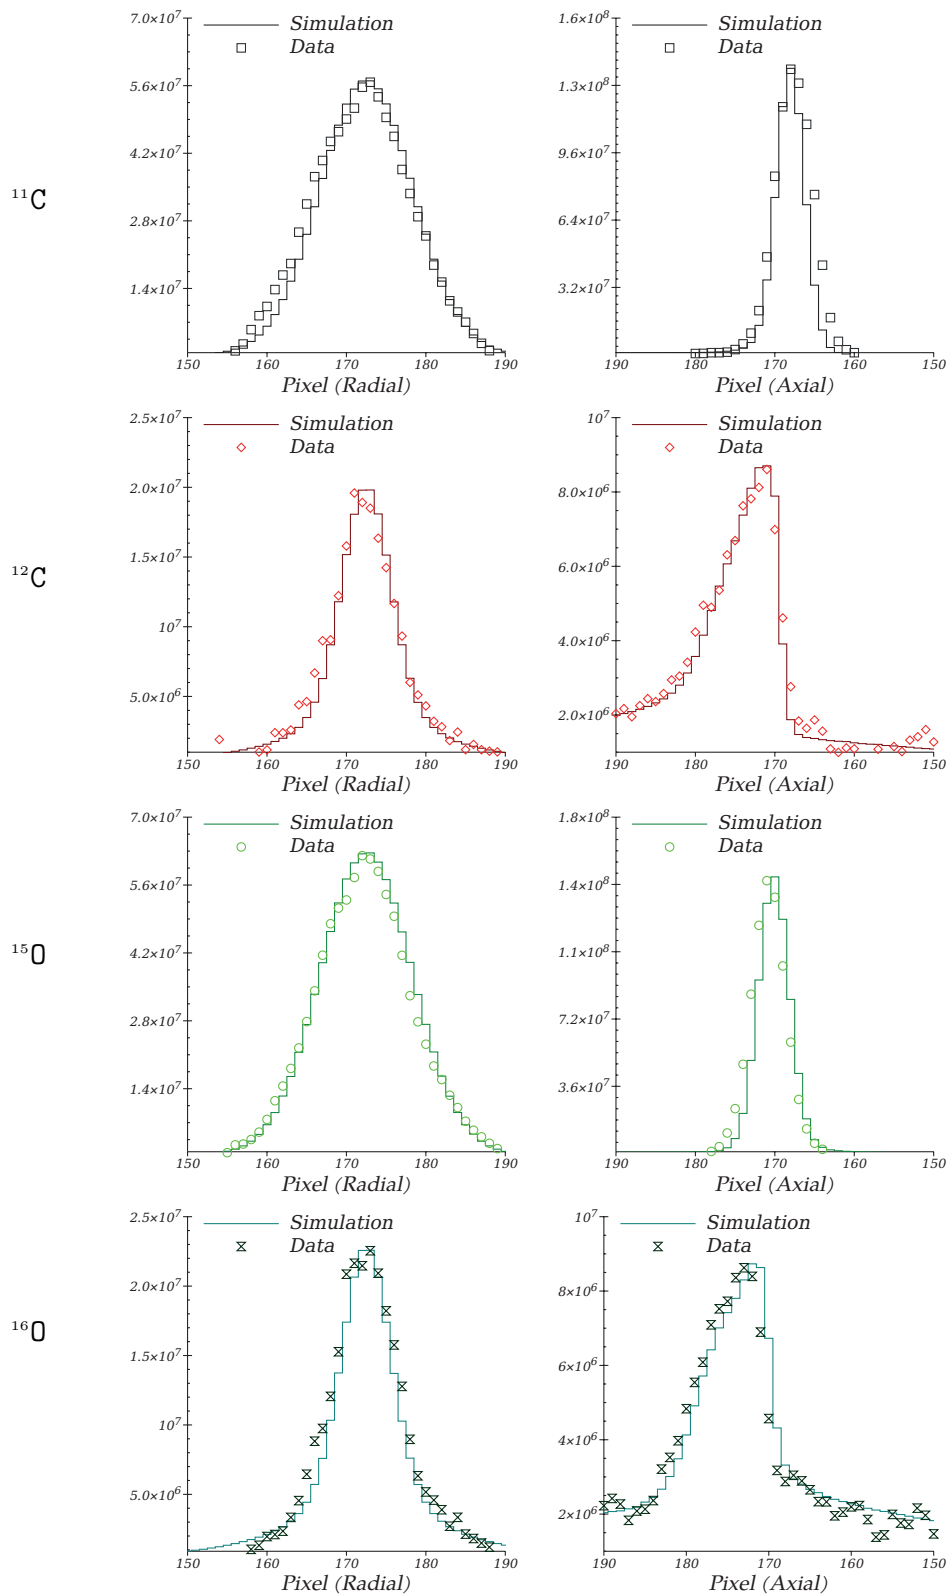 ¹¹C
7.0×10⁷
5.6×10⁷
4.2×10⁷
2.8×10⁷
1.4×10⁷
Simulation
Data
150 160 170 180 190
Pixel (Radial)
1.6×10⁸
1.3×10⁸
9.6×10⁷
6.4×10⁷
3.2×10⁷
Simulation
Data
190 180 170 160 150
Pixel (Axial)
¹²C
2.5×10⁷
2.0×10⁷
1.5×10⁷
10⁷
5.0×10⁶
Simulation
Data
150 160 170 180 190
Pixel (Radial)
10⁷
8.0×10⁶
6.0×10⁶
4.0×10⁶
2.0×10⁶
Simulation
Data
190 180 170 160 150
Pixel (Axial)
¹⁵O
7.0×10⁷
5.6×10⁷
4.2×10⁷
2.8×10⁷
1.4×10⁷
Simulation
Data
150 160 170 180 190
Pixel (Radial)
1.8×10⁸
1.4×10⁸
1.1×10⁸
7.2×10⁷
3.6×10⁷
Simulation
Data
190 180 170 160 150
Pixel (Axial)
¹⁶O
2.5×10⁷
2.0×10⁷
1.5×10⁷
10⁷
5.0×10⁶
Simulation
Data
150 160 170 180 190
Pixel (Radial)
10⁷
8×10⁶
6×10⁶
4×10⁶
2×10⁶
Simulation
Data
190 180 170 160 150
Pixel (Axial)